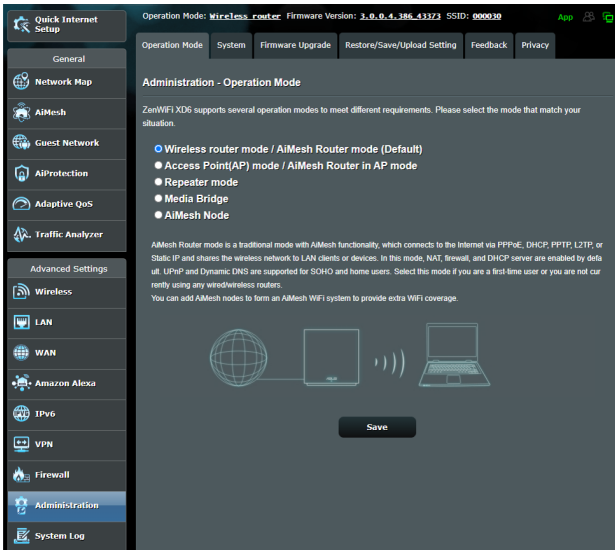 Quick Internet
Setup
Operation Mode: Wireless router Firmware Version: 3.0.0.4.386_43373 SSID: 000030
App
Operation Mode System Firmware Upgrade Restore/Save/Upload Setting Feedback Privacy
General
Network Map
AiMesh
Guest Network
AiProtection
Adaptive QoS
Traffic Analyzer
Advanced Settings
Wireless
LAN
WAN
Amazon Alexa
IPv6
VPN
Firewall
Administration
System Log
Administration - Operation Mode
ZenWiFi XD6 supports several operation modes to meet different requirements. Please select the mode that match your
situation.
Wireless router mode / AiMesh Router mode (Default)
Access Point(AP) mode / AiMesh Router in AP mode
Repeater mode
Media Bridge
AiMesh Node
AiMesh Router mode is a traditional mode with AiMesh functionality, which connects to the Internet via PPPoE, DHCP, PPTP, L2TP, or
Static IP and shares the wireless network to LAN clients or devices. In this mode, NAT, firewall, and DHCP server are enabled by defa
ult. UPnP and Dynamic DNS are supported for SOHO and home users. Select this mode if you are a first-time user or you are not cur
rently using any wired/wireless routers.
You can add AiMesh nodes to form an AiMesh WiFi system to provide extra WiFi coverage.
Save